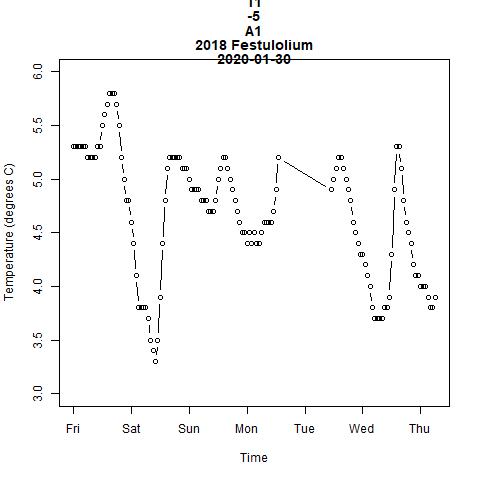 -5
A1
2018 Festulolium
2020-01-30
6.0
5.5
5.0
4.5
4.0
3.5
3.0
Temperature (degrees C)
Fri Sat Sun Mon Tue Wed Thu
Time